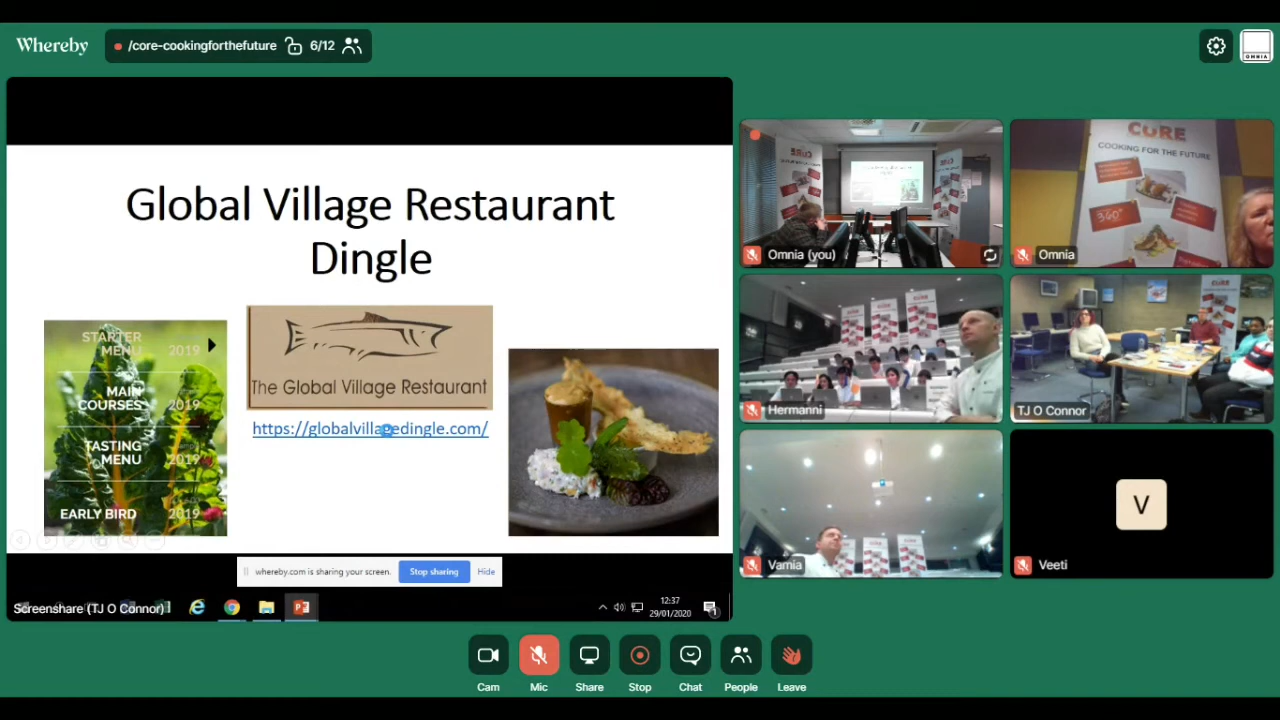 Whereby
/core-cookingforthefuture
6/12
OMNIA
Global Village Restaurant
Dingle
STARTER
MENU 2019
MAIN
COURSES 2019
TASTING
MENU 2019
EARLY BIRD 2019
The Global Village Restaurant
https://globalvillagedingle.com/
whereby.com is sharing your screen.
Stop sharing
Hide
Screenshare (TJ O Connor)
12:37
29/01/2020
Omnia (you)
CORE
COOKING FOR THE FUTURE
360°
Omnia
Hermanni
TJ O Connor
Vamia
V
Veeti
Cam
Mic
Share
Stop
Chat
People
Leave